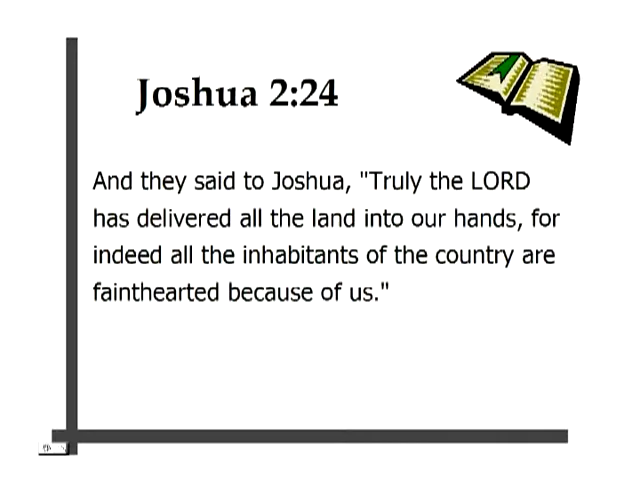 Joshua 2:24
And they said to Joshua, "Truly the LORD
has delivered all the land into our hands, for
indeed all the inhabitants of the country are
fainthearted because of us."